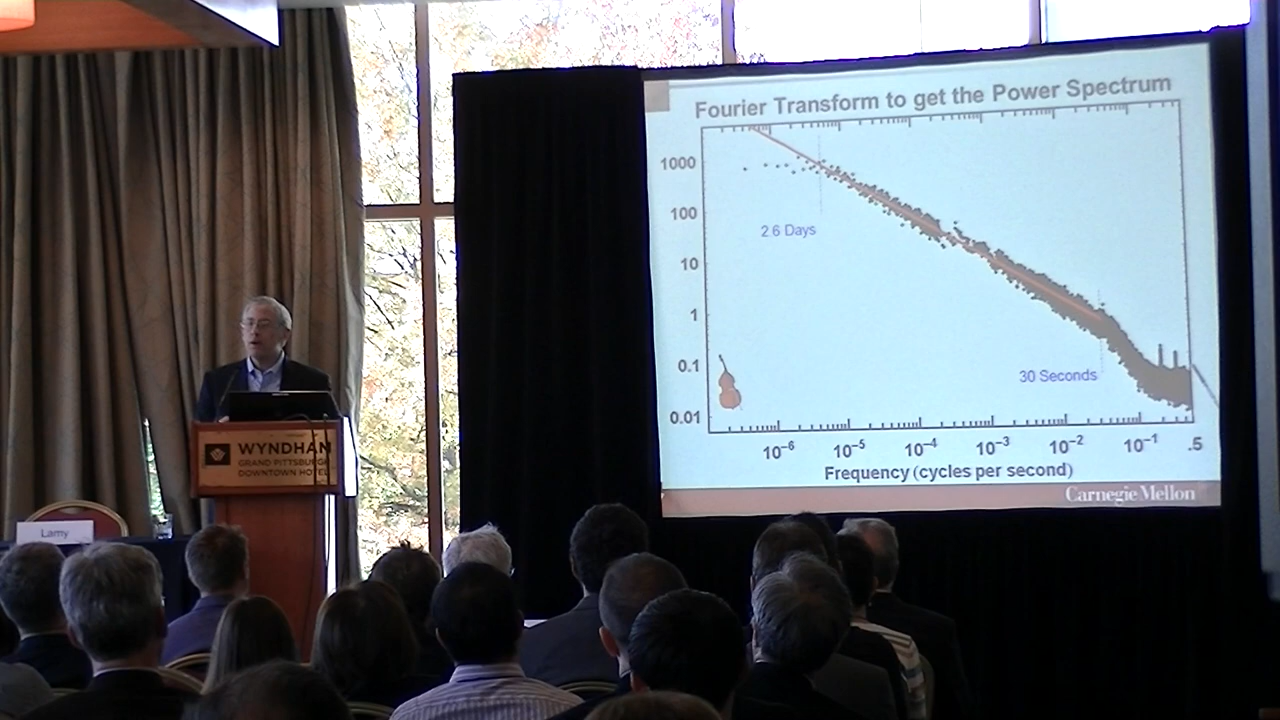 Fourier Transform to get the Power Spectrum
1000
100
10
1
0.1
0.01
2.6 Days
30 Seconds
10⁻⁶ 10⁻⁵ 10⁻⁴ 10⁻³ 10⁻² 10⁻¹ .5
Frequency (cycles per second)
Carnegie Mellon
WYNDHAM
GRAND PITTSBURGH
DOWNTOWN HOTEL
Lamy